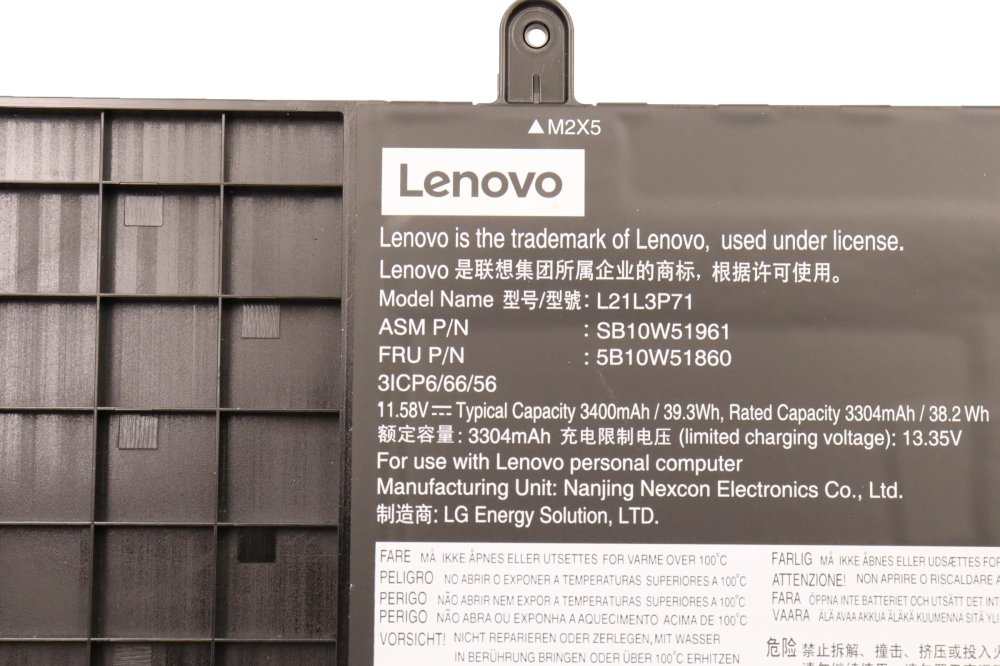 ▲M2X5
Lenovo
Lenovo is the trademark of Lenovo, used under license.
Lenovo 是联想集团所属企业的商标，根据许可使用。
Model Name 型号/型號: L21L3P71
ASM P/N : SB10W51961
FRU P/N : 5B10W51860
3ICP6/66/56
11.58V⎓ Typical Capacity 3400mAh / 39.3Wh, Rated Capacity 3304mAh / 38.2 Wh
额定容量: 3304mAh 充电限制电压 (limited charging voltage): 13.35V
For use with Lenovo personal computer
Manufacturing Unit: Nanjing Nexcon Electronics Co., Ltd.
制造商: LG Energy Solution, LTD.
FARE MÅ IKKE ÅPNES ELLER UTSETTES FOR VARME OVER 100°C
PELIGRO NO ABRIR O EXPONER A TEMPERATURAS SUPERIORES A 100°C
PERIGO NÃO ABRIR NEM EXPOR A TEMPERATURAS SUPERIORES A 100°C
PERIGO NÃO ABRA OU EXPONHA A AQUECIMENTO ACIMA DE 100°C
VORSICHT! NICHT REPARIEREN ODER ZERLEGEN, MIT WASSER
IN BERÜHRUNG BRINGEN ODER ÜBER 100°C ERHITZEN
FARLIG MÅ IKKE ÅBNES ELLER UDSÆTTES FOR
ATTENZIONE! NON APRIRE O RISCALDARE A
FARA ÖPPNA INTE BATTERIET OCH UTSÄTT DET INT
VAARA ÄLÄ AVAA AKKUA ÄLÄKÄ KUUMENNA SITÄ YLI
危险 禁止拆解、撞击、挤压或投入火